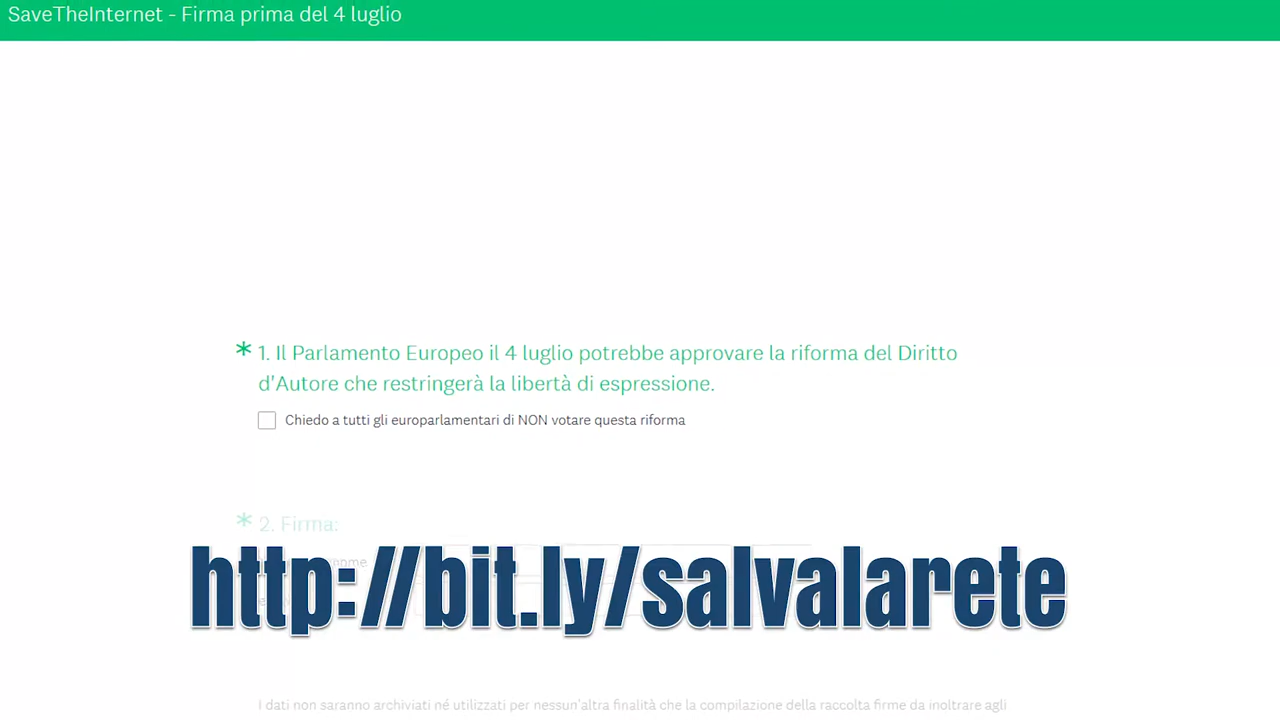 SaveTheInternet - Firma prima del 4 luglio
* 1. Il Parlamento Europeo il 4 luglio potrebbe approvare la riforma del Diritto
d'Autore che restringerà la libertà di espressione.
Chiedo a tutti gli europarlamentari di NON votare questa riforma
* 2. Firma:
http://bit.ly/salvalarete
I dati non saranno archiviati né utilizzati per nessun'altra finalità che la compilazione della raccolta firme da inoltrare agli